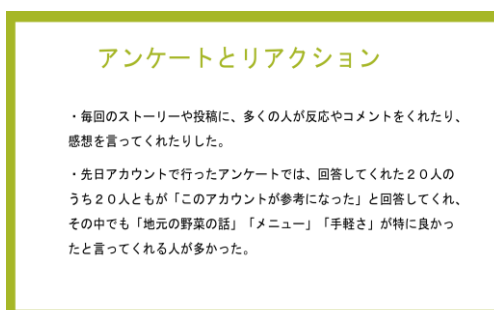 アンケートとリアクション
・毎回のストーリーや投稿に、多くの人が反応やコメントをくれたり、
感想を言ってくれたりした。
・先日アカウントで行ったアンケートでは、回答してくれた２０人の
うち２０人ともが「このアカウントが参考になった」と回答してくれ、
その中でも「地元の野菜の話」「メニュー」「手軽さ」が特に良かっ
たと言ってくれる人が多かった。